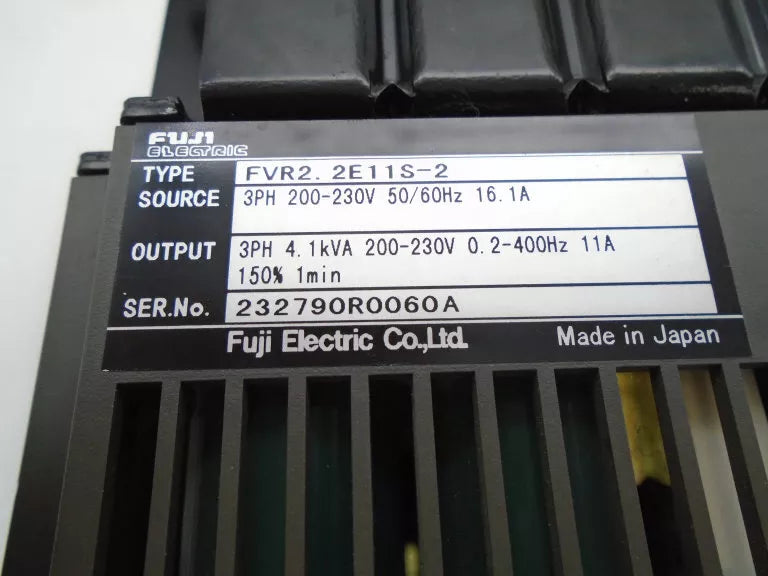 FUJI
ELECTRIC
TYPE FVR2.2E11S-2
SOURCE 3PH 200-230V 50/60Hz 16.1A
OUTPUT 3PH 4.1kVA 200-230V 0.2-400Hz 11A
150% 1min
SER.No. 232790R0060A
Fuji Electric Co.,Ltd. Made in Japan